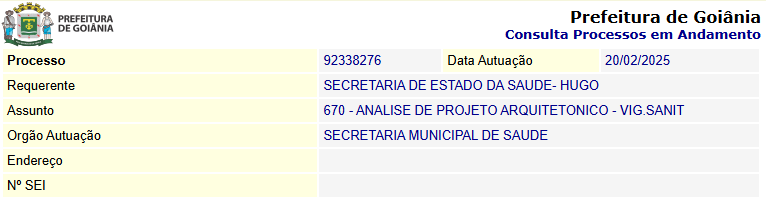 PREFEITURA
DE GOIÂNIA
Prefeitura de Goiânia
Consulta Processos em Andamento
Processo 92338276 Data Autuação 20/02/2025
Requerente SECRETARIA DE ESTADO DA SAUDE- HUGO
Assunto 670 - ANALISE DE PROJETO ARQUITETONICO - VIG.SANIT
Orgão Autuação SECRETARIA MUNICIPAL DE SAUDE
Endereço
Nº SEI